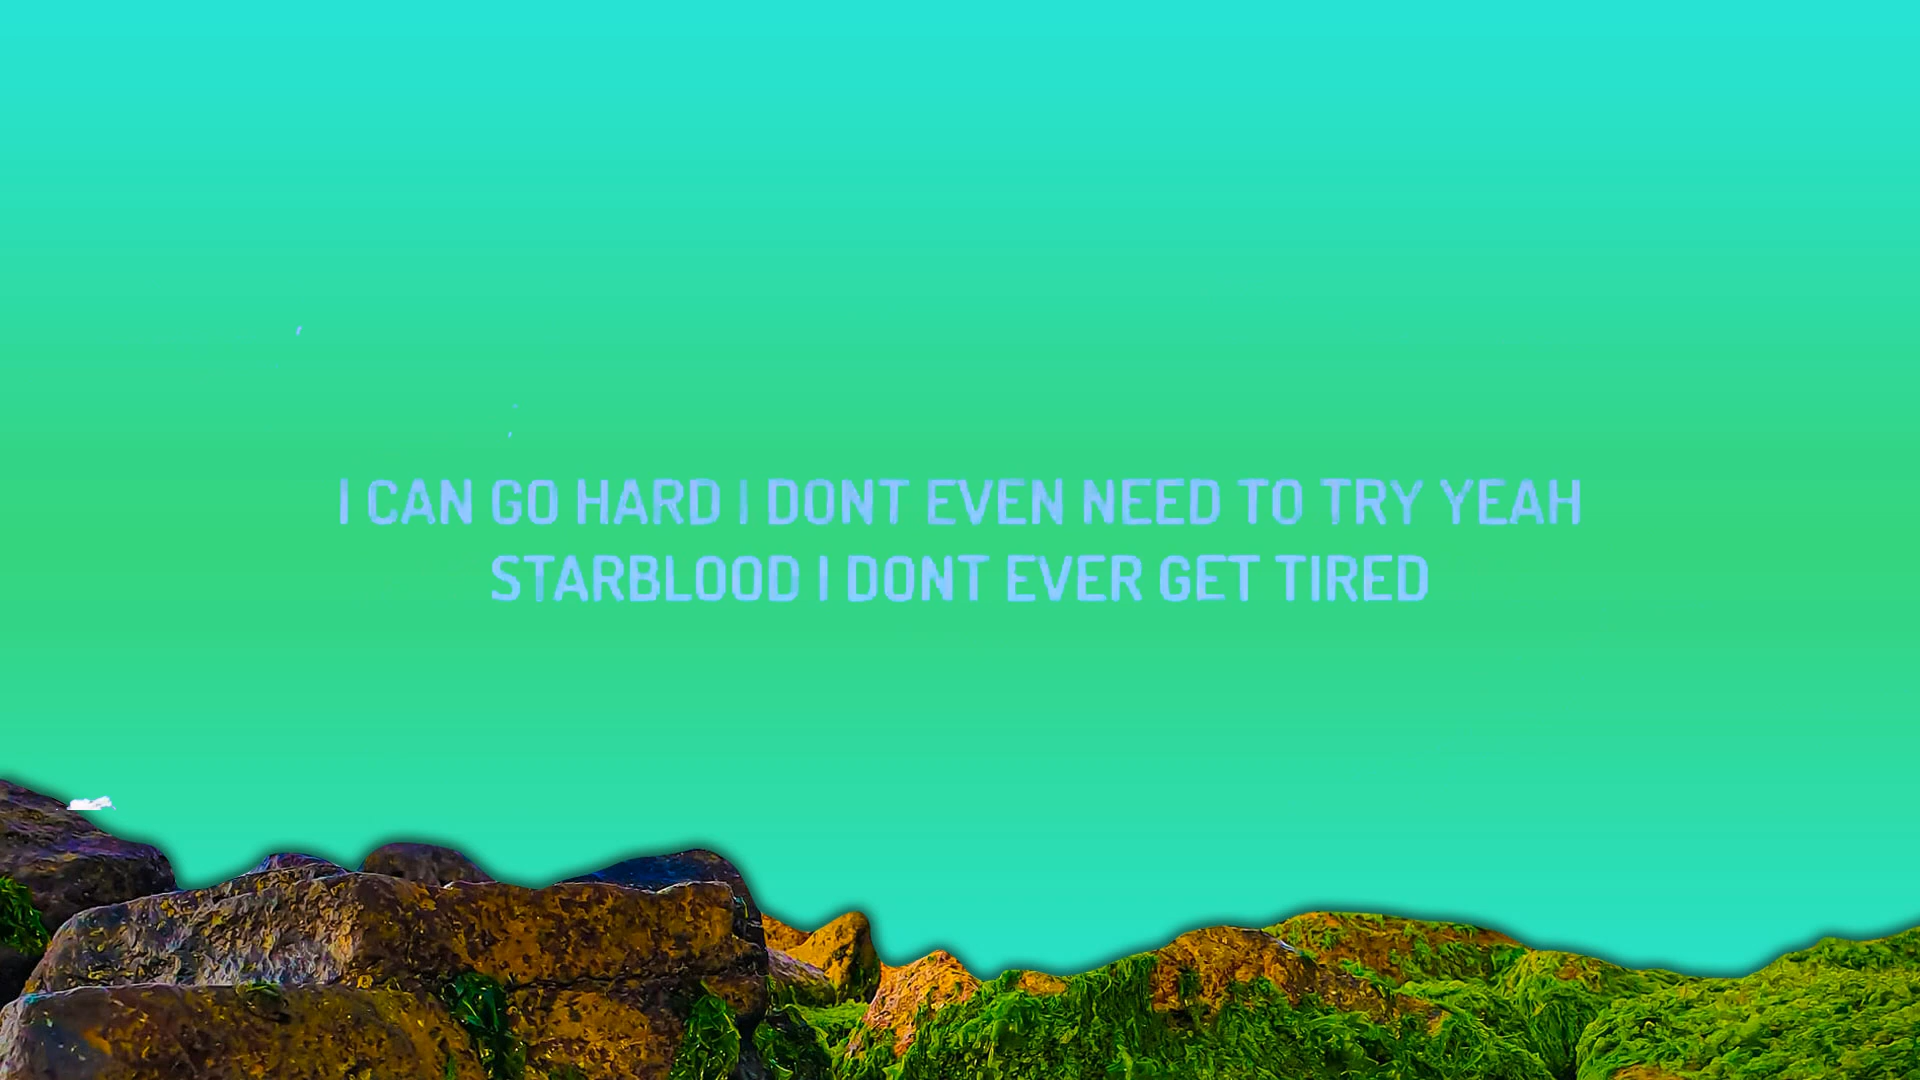 I CAN GO HARD I DONT EVEN NEED TO TRY YEAH
STARBLOOD I DONT EVER GET TIRED